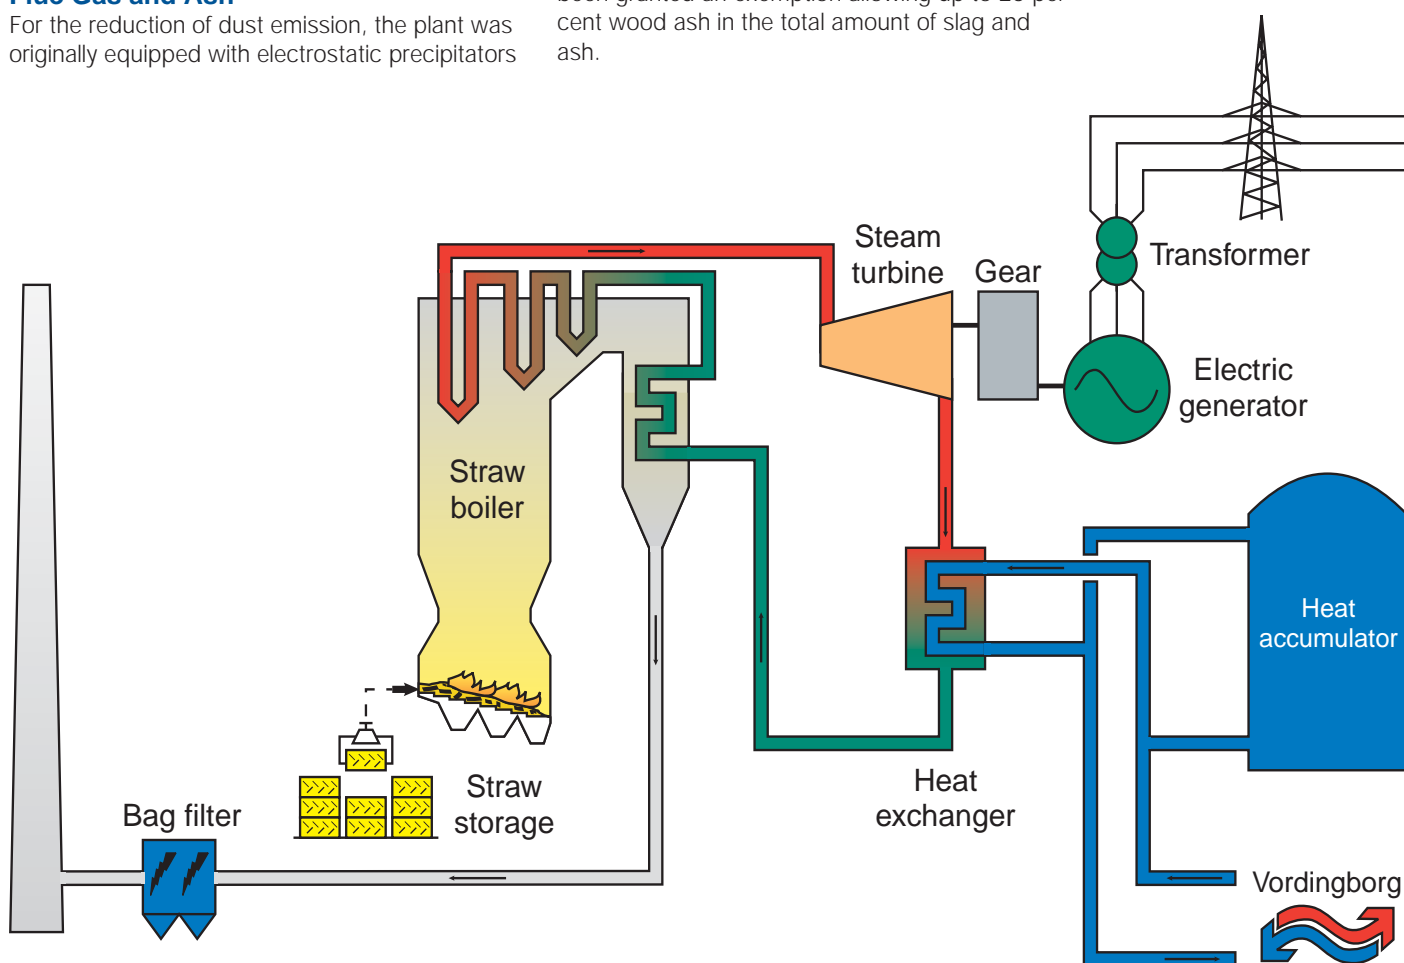 For the reduction of dust emission, the plant was
originally equipped with electrostatic precipitators
cent wood ash in the total amount of slag and
ash.
Steam
turbine
Gear
Transformer
Electric
generator
Straw
boiler
Heat
accumulator
Straw
storage
Heat
exchanger
Bag filter
Vordingborg